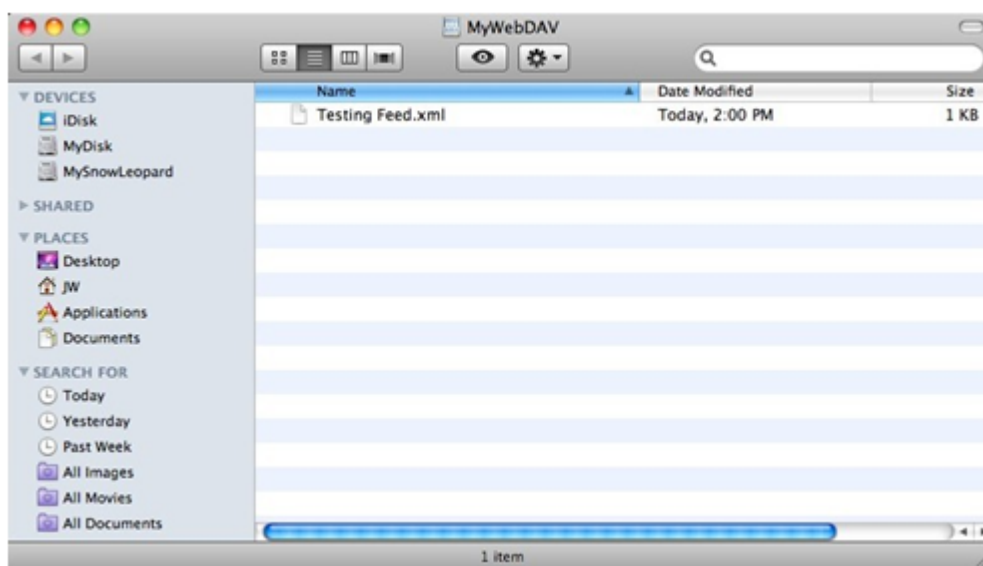 MyWebDAV
DEVICES
iDisk
MyDisk
MySnowLeopard
SHARED
PLACES
Desktop
JW
Applications
Documents
SEARCH FOR
Today
Yesterday
Past Week
All Images
All Movies
All Documents
Name Date Modified Size
Testing Feed.xml Today, 2:00 PM 1 KB
1 item